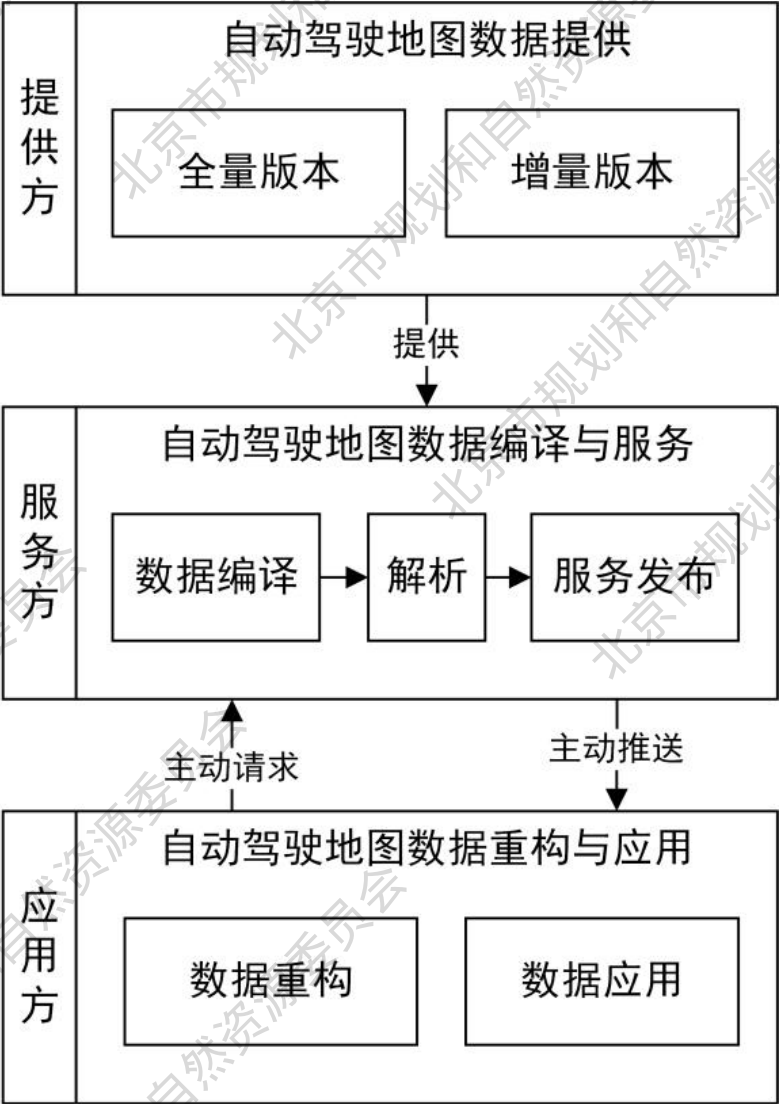 自动驾驶地图数据提供
提供方
全量版本
增量版本
提供
自动驾驶地图数据编译与服务
服务方
数据编译
解析
服务发布
主动请求
主动推送
自动驾驶地图数据重构与应用
应用方
数据重构
数据应用
北京市规划和自然资源委员会